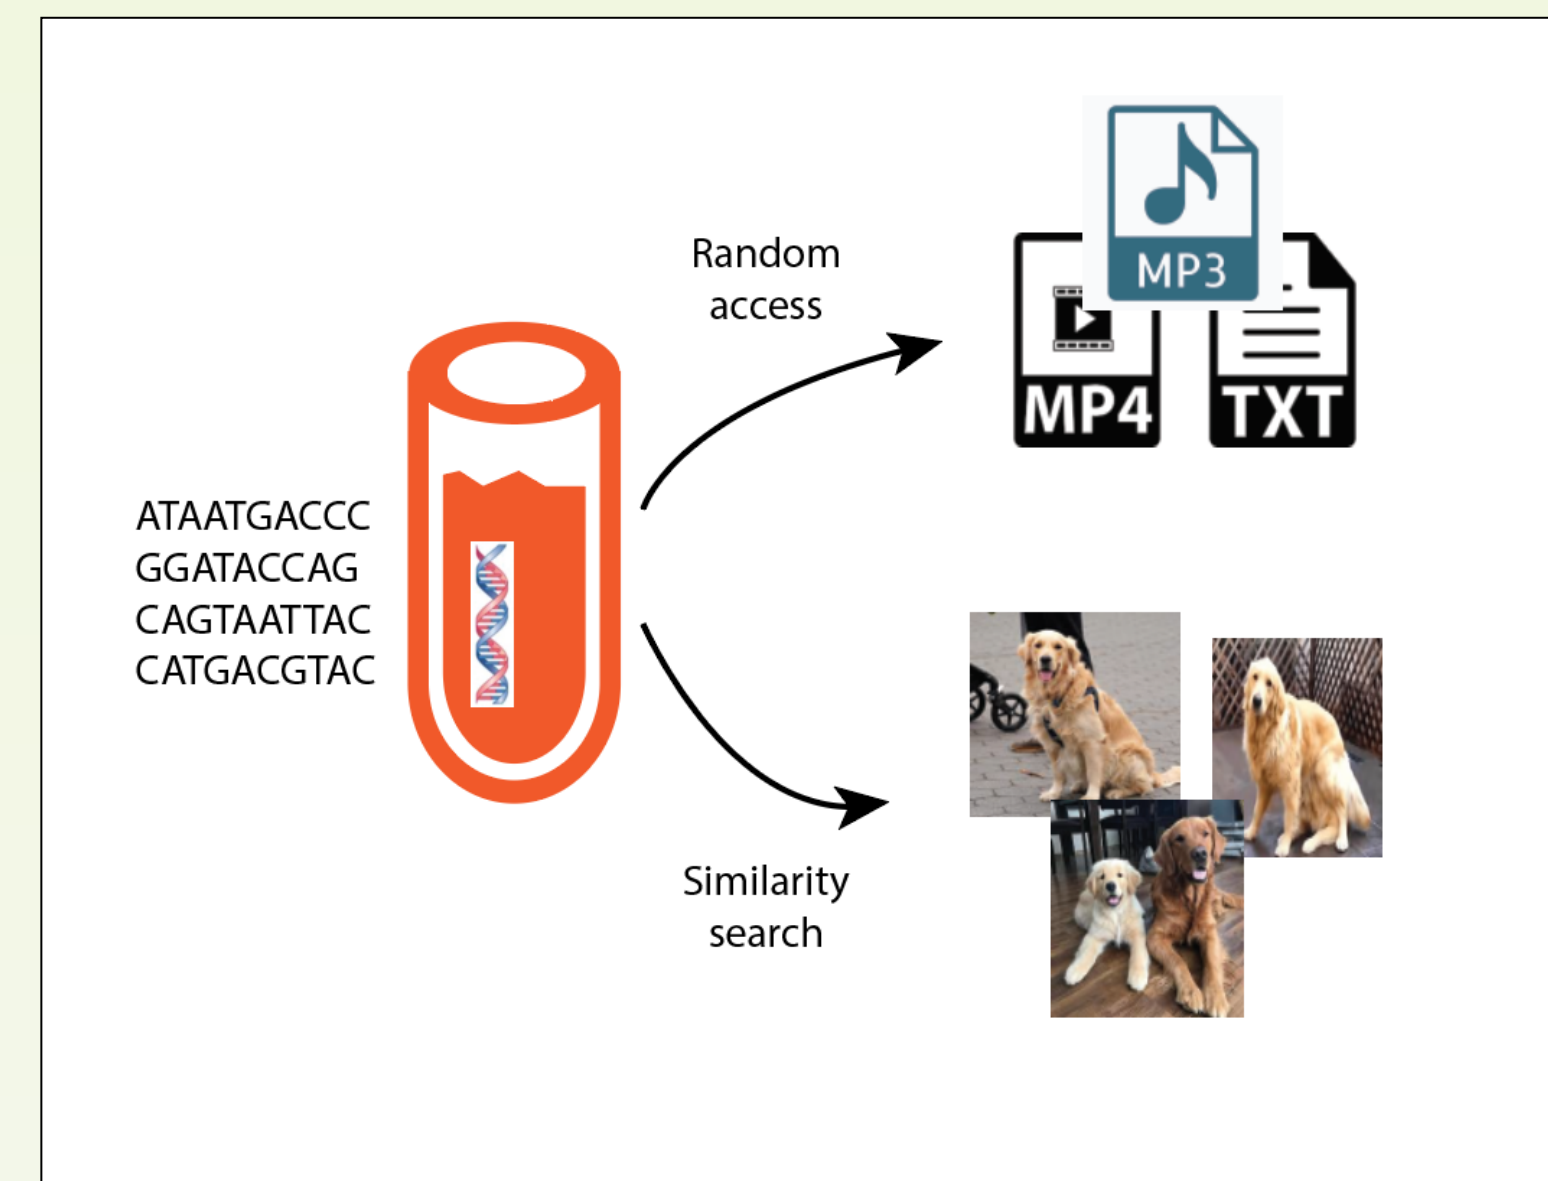 Random
access
MP3
MP4
TXT
ATAATGACCC
GGATACCAG
CAGTAATTAC
CATGACGTAC
Similarity
search